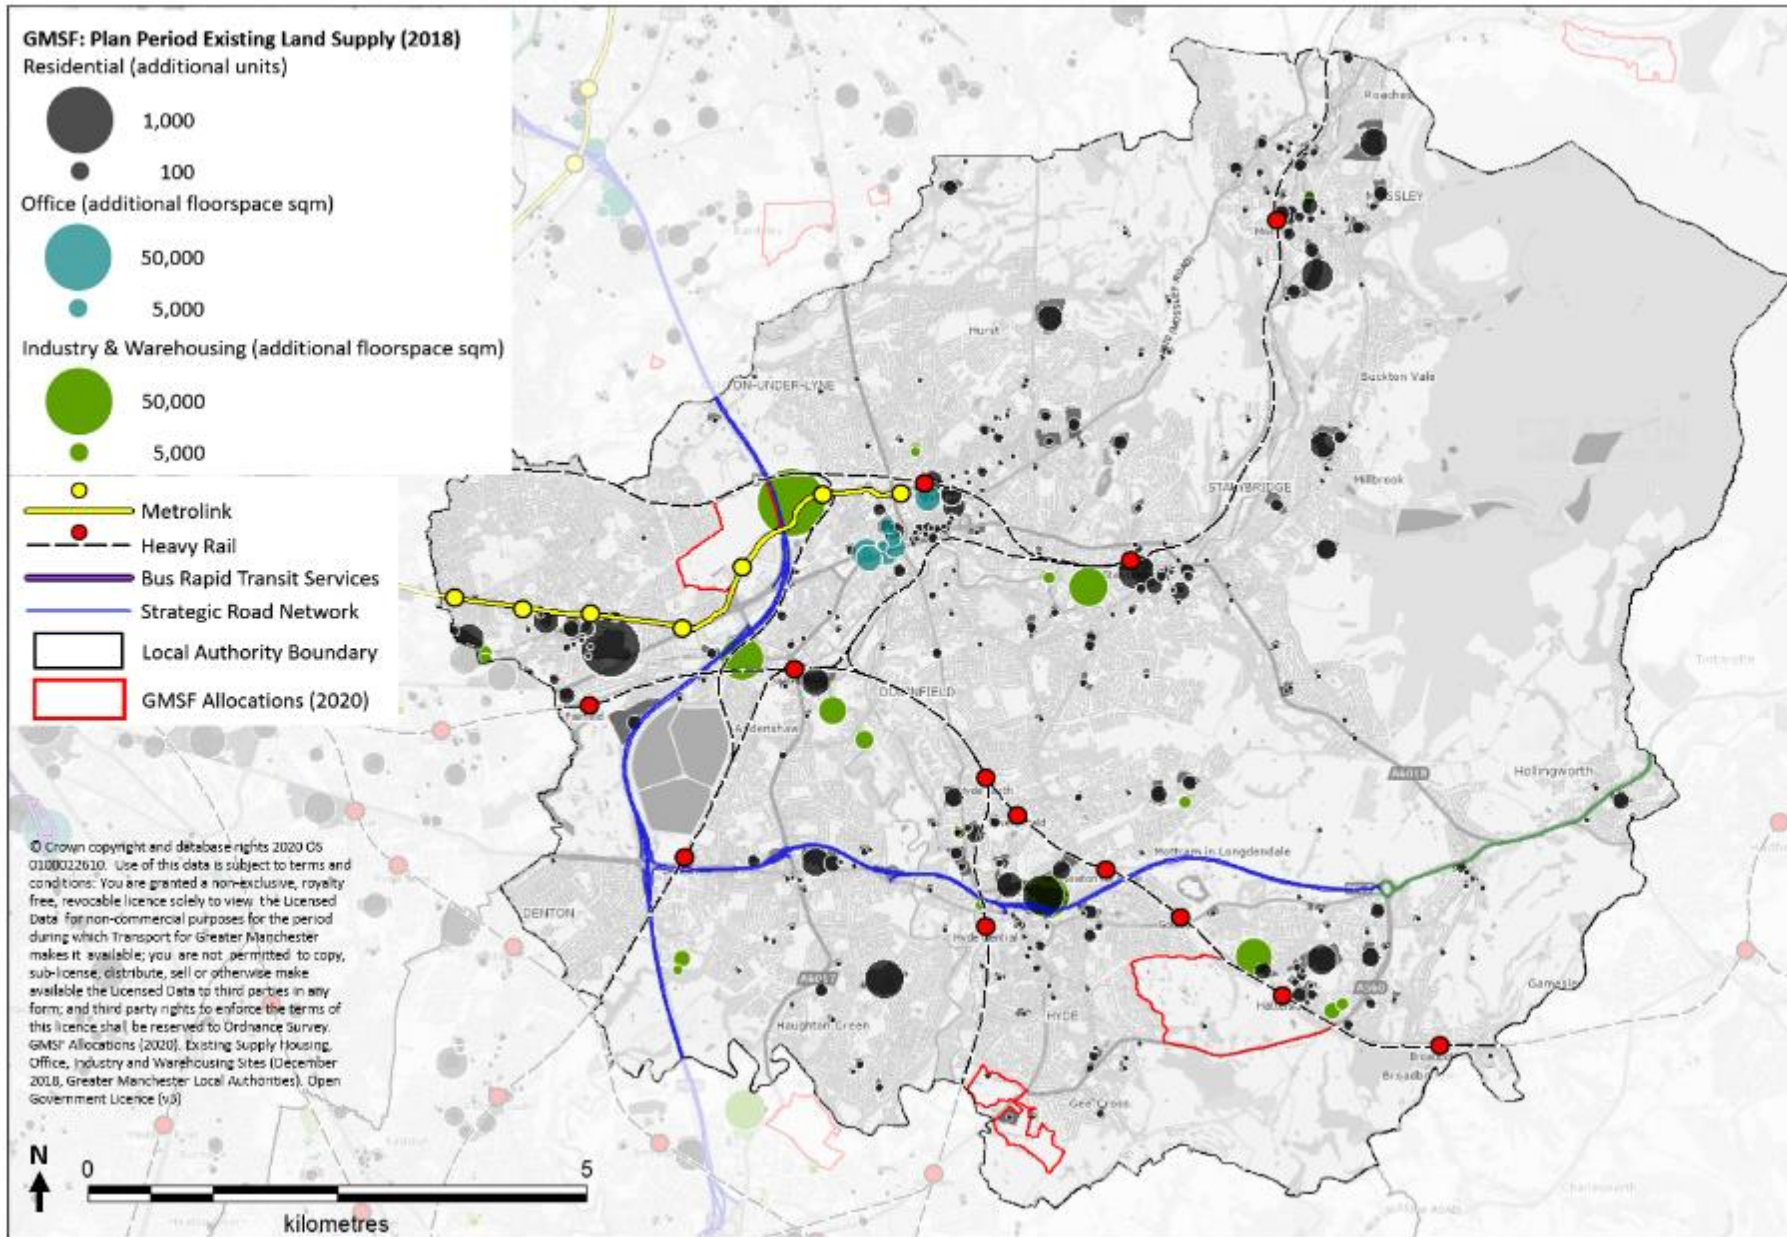 GMSF: Plan Period Existing Land Supply (2018)
Residential (additional units)
1,000
100
Office (additional floorspace sqm)
50,000
5,000
Industry & Warehousing (additional floorspace sqm)
50,000
5,000
Metrolink
Heavy Rail
Bus Rapid Transit Services
Strategic Road Network
Local Authority Boundary
GMSF Allocations (2020)
© Crown copyright and database rights 2020 OS
0100022610. Use of this data is subject to terms and
conditions: You are granted a non-exclusive, royalty
free, revocable licence solely to view the Licensed
Data for non-commercial purposes for the period
during which Transport for Greater Manchester
makes it available; you are not permitted to copy,
sub-license, distribute, sell or otherwise make
available the Licensed Data to third parties in any
form; and third party rights to enforce the terms of
this licence shall be reserved to Ordnance Survey.
GMSF Allocations (2020). Existing Supply Housing,
Office, Industry and Warehousing Sites (December
2018, Greater Manchester Local Authorities). Open
Government Licence (v3)
N
0
5
kilometres
MOSSLEY
Hurst
Buckton Vale
STALYBRIDGE
Millbrook
Audenshaw
A6018
Hollingworth
Mottram in Longdendale
DENTON
Hyde Central
A6017
A560
Gamesley
Haughton Green
HYDE
Gee Cross
Charlesworth